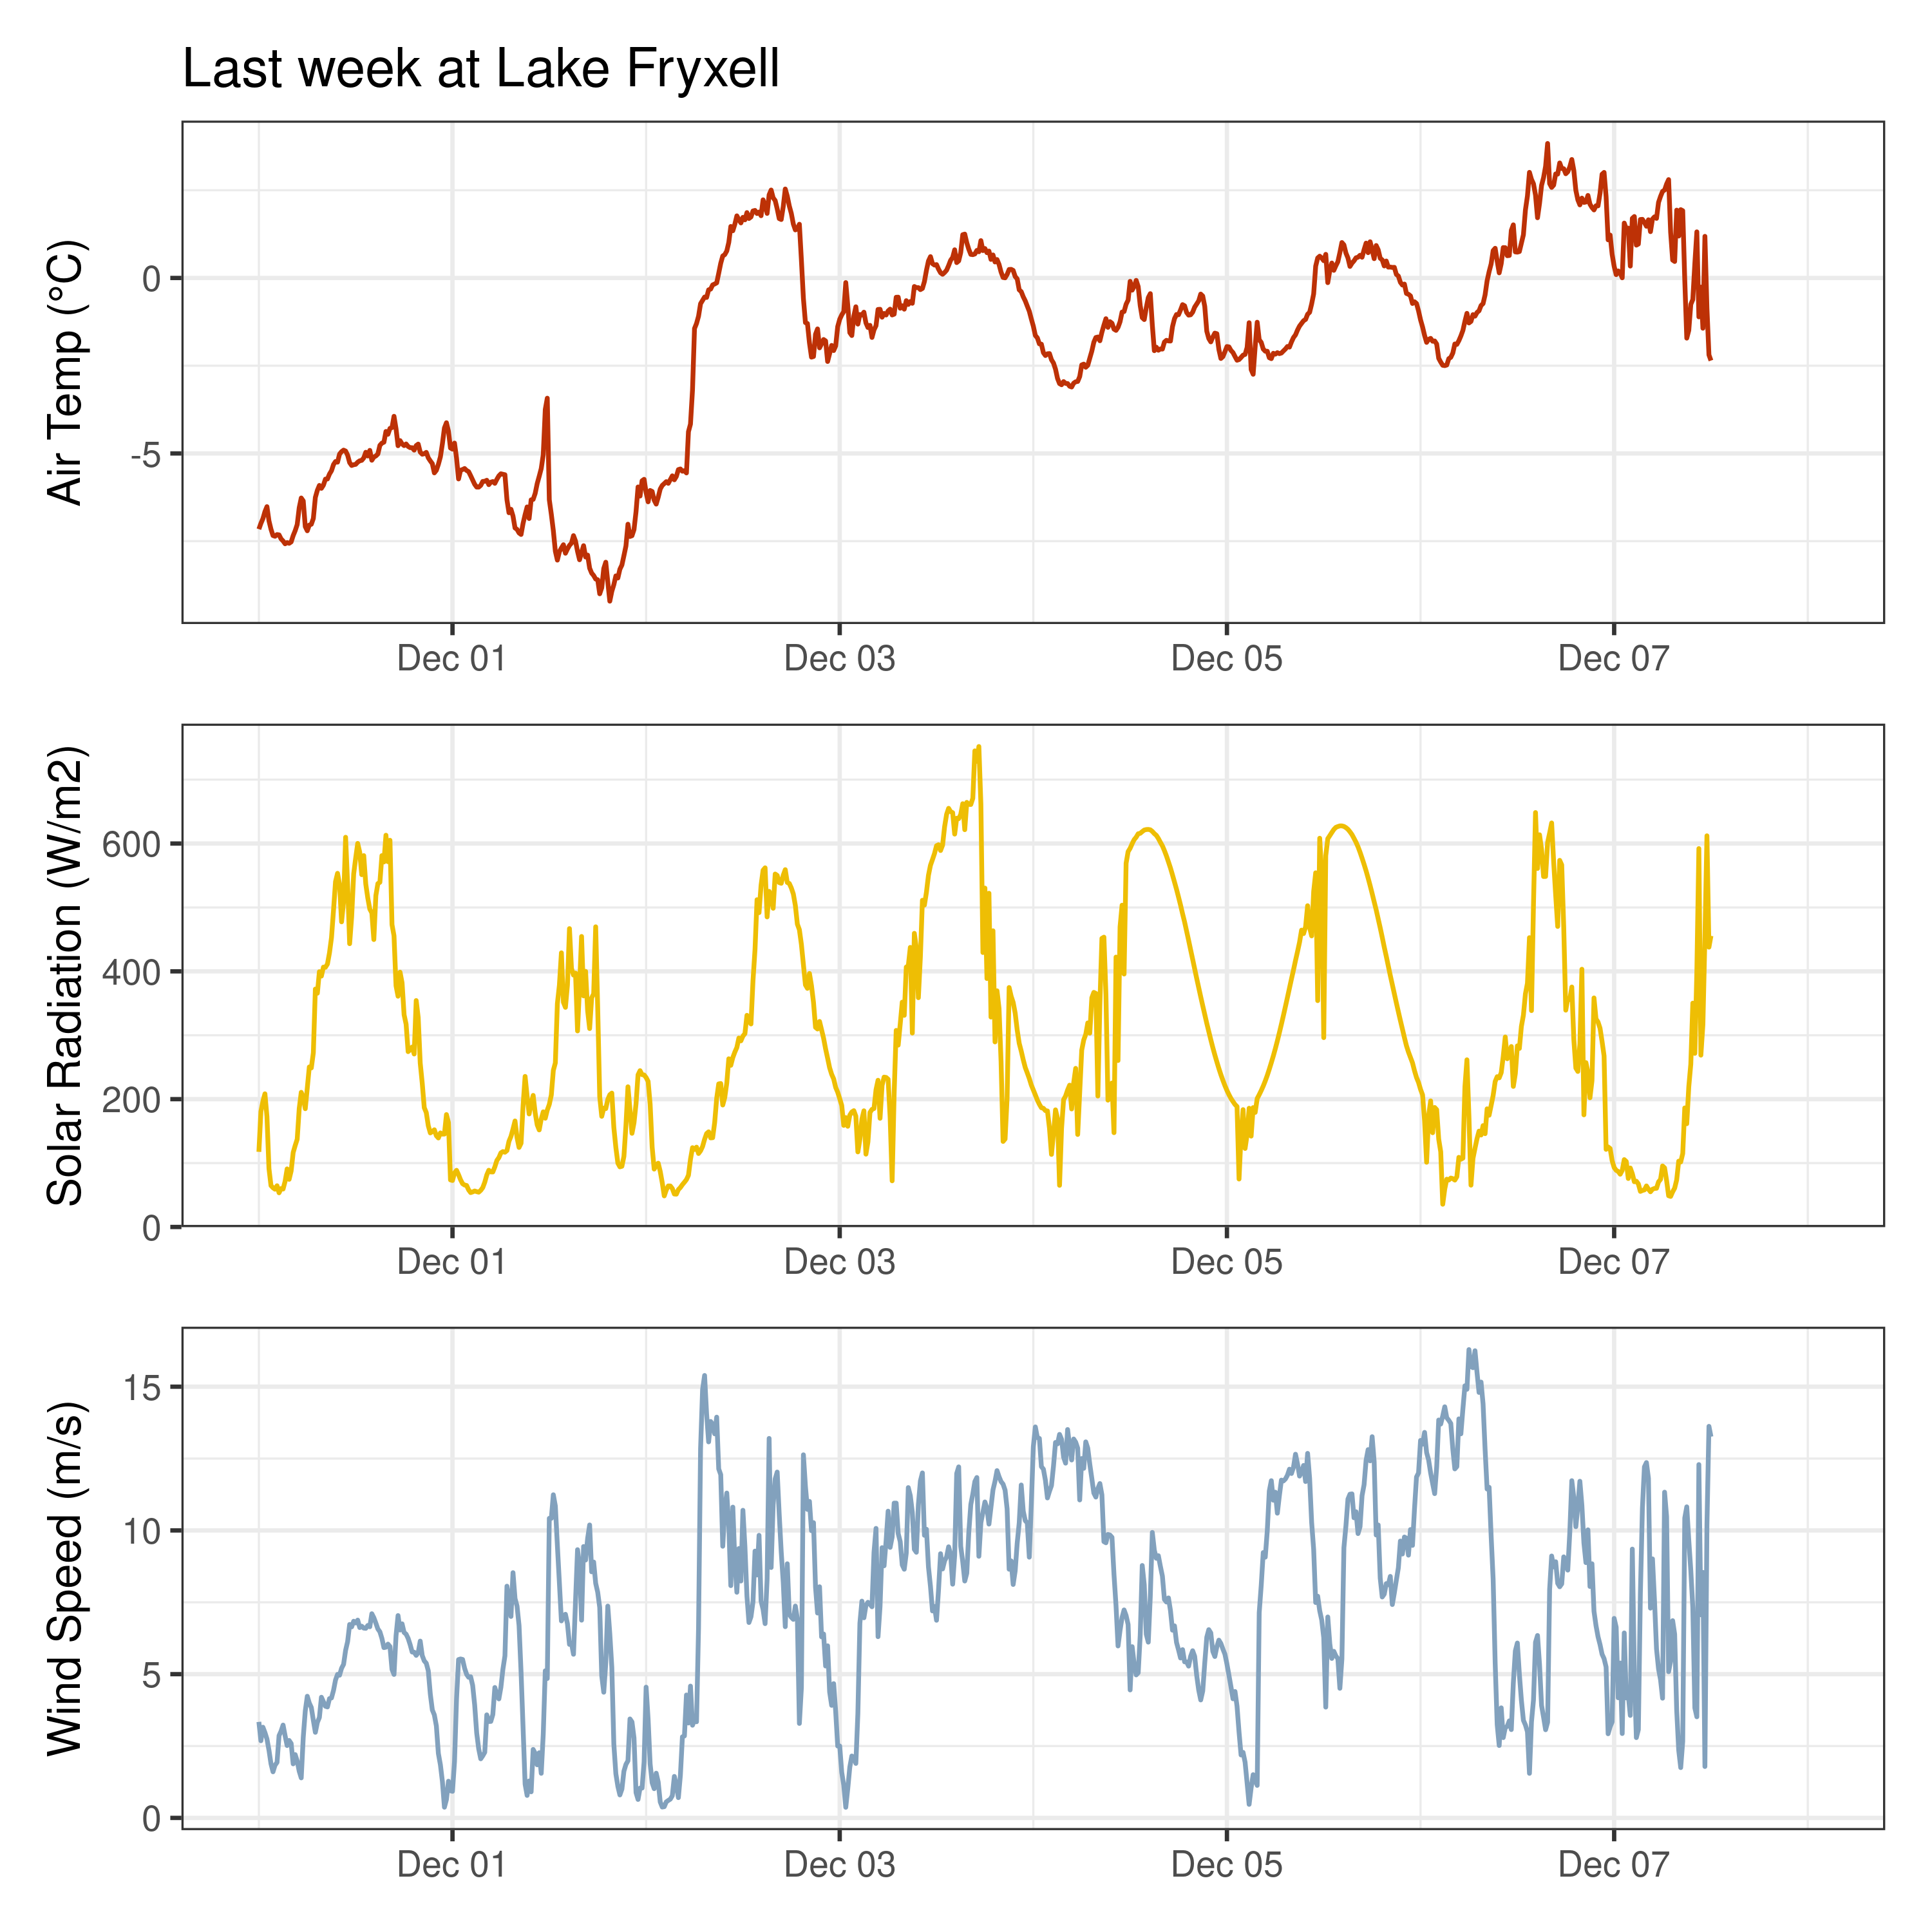 Last week at Lake Fryxell
Air Temp (°C)
0
-5
Dec 01 Dec 03 Dec 05 Dec 07
Solar Radiation (W/m2)
600
400
200
0
Dec 01 Dec 03 Dec 05 Dec 07
Wind Speed (m/s)
15
10
5
0
Dec 01 Dec 03 Dec 05 Dec 07